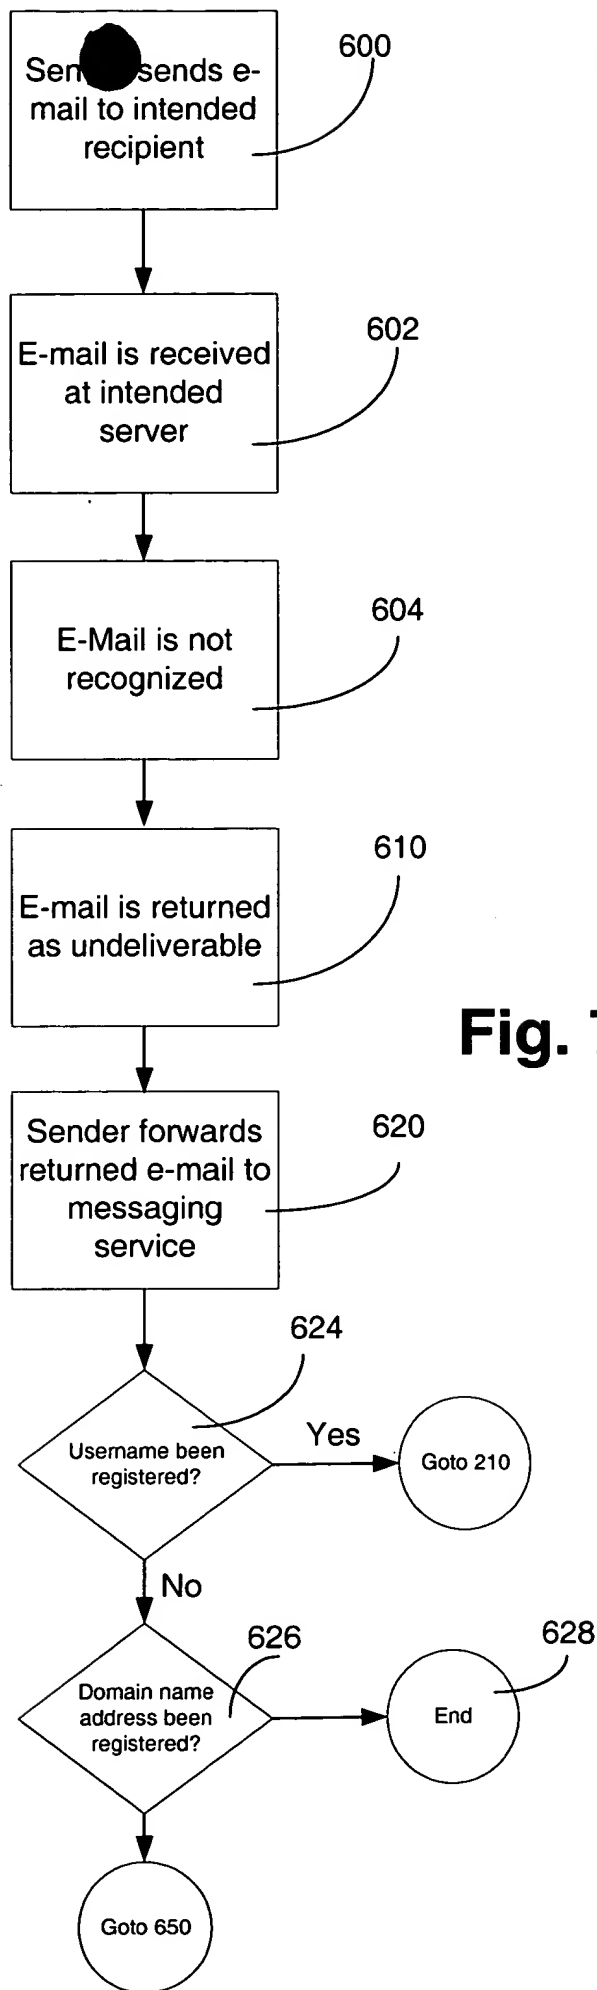 sends e-
mail to intended
recipient
600
E-mail is received
at intended
server
602
E-Mail is not
recognized
604
E-mail is returned
as undeliverable
610
Fig.
Sender forwards
returned e-mail to
messaging
service
620
624
Username been
registered?
Yes
Goto 210
No
626
Domain name
address been
registered?
628
End
Goto 650